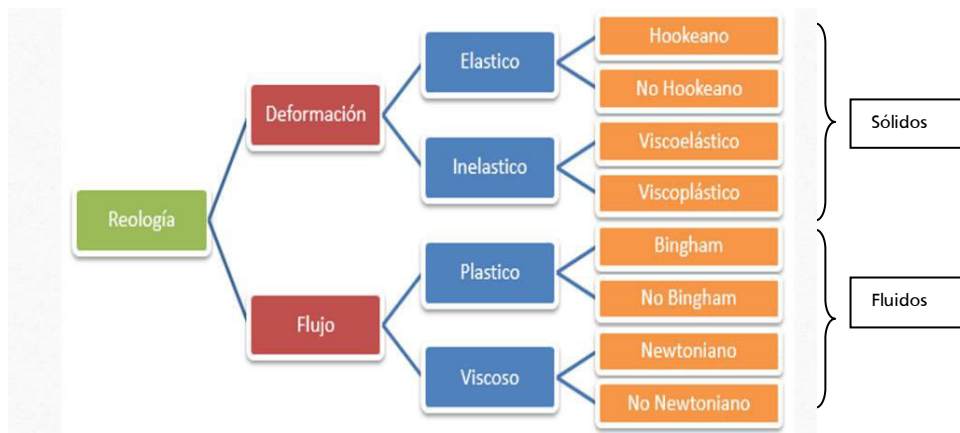 Reología
Deformación
Flujo
Elastico
Inelastico
Plastico
Viscoso
Hookeano
No Hookeano
Viscoelástico
Viscoplástico
Bingham
No Bingham
Newtoniano
No Newtoniano
Sólidos
Fluidos